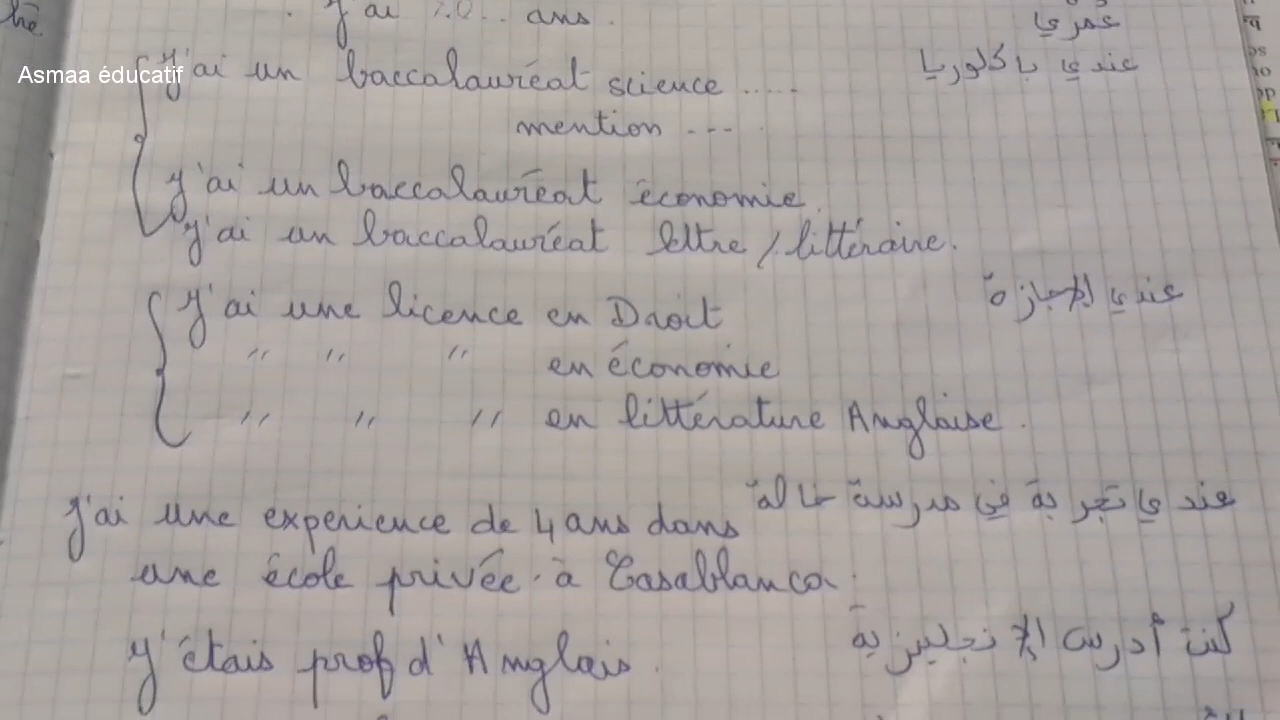 J'ai 20.. ans.
عمري
Asmaa éducatif
J'ai un baccalauréat science .....
عندي باكلوريا
mention ---
J'ai un baccalauréat économie.
J'ai un baccalauréat lettre / littéraire.
J'ai une licence en Droit
عندي الإجازة
" " " en économie
" " " en littérature Anglaise.
J'ai une experience de 4 ans dans
عندي تجربة في مدرسة خاصة
une école privée à Casablanca.
J'étais prof d'Anglais.
كنت أدرس الإنجليزية